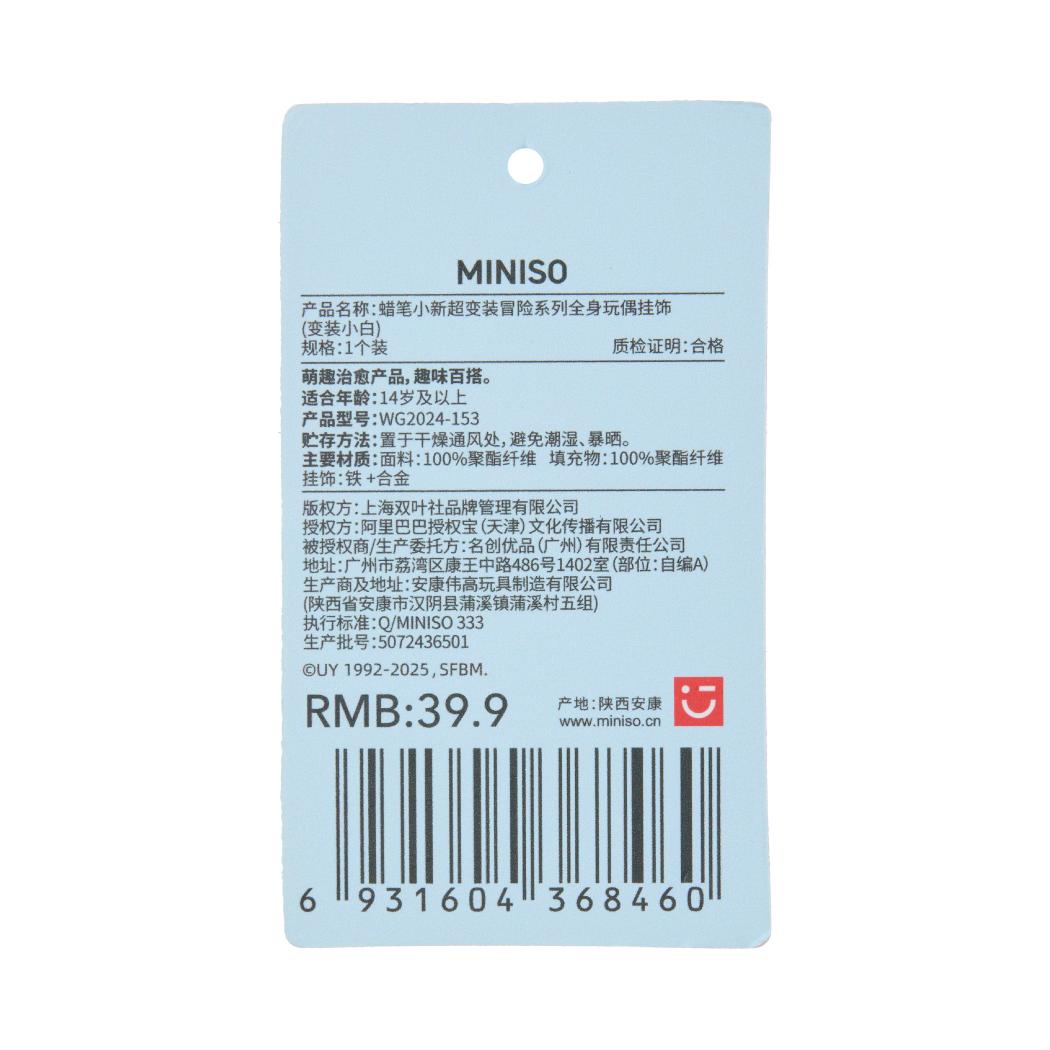 MINISO
产品名称:蜡笔小新超变装冒险系列全身玩偶挂饰
(变装小白)
规格:1个装 质检证明:合格
萌趣治愈产品,趣味百搭。
适合年龄:14岁及以上
产品型号:WG2024-153
贮存方法:置于干燥通风处,避免潮湿、暴晒。
主要材质:面料:100%聚酯纤维 填充物:100%聚酯纤维
挂饰:铁+合金
版权方:上海双叶社品牌管理有限公司
授权方:阿里巴巴授权宝(天津)文化传播有限公司
被授权商/生产委托方:名创优品(广州)有限责任公司
地址:广州市荔湾区康王中路486号1402室(部位:自编A)
生产商及地址:安康伟高玩具制造有限公司
(陕西省安康市汉阴县蒲溪镇蒲溪村五组)
执行标准:Q/MINISO 333
生产批号:5072436501
©UY 1992-2025, SFBM.
RMB:39.9
产地:陕西安康
www.miniso.cn
6 931604 368460